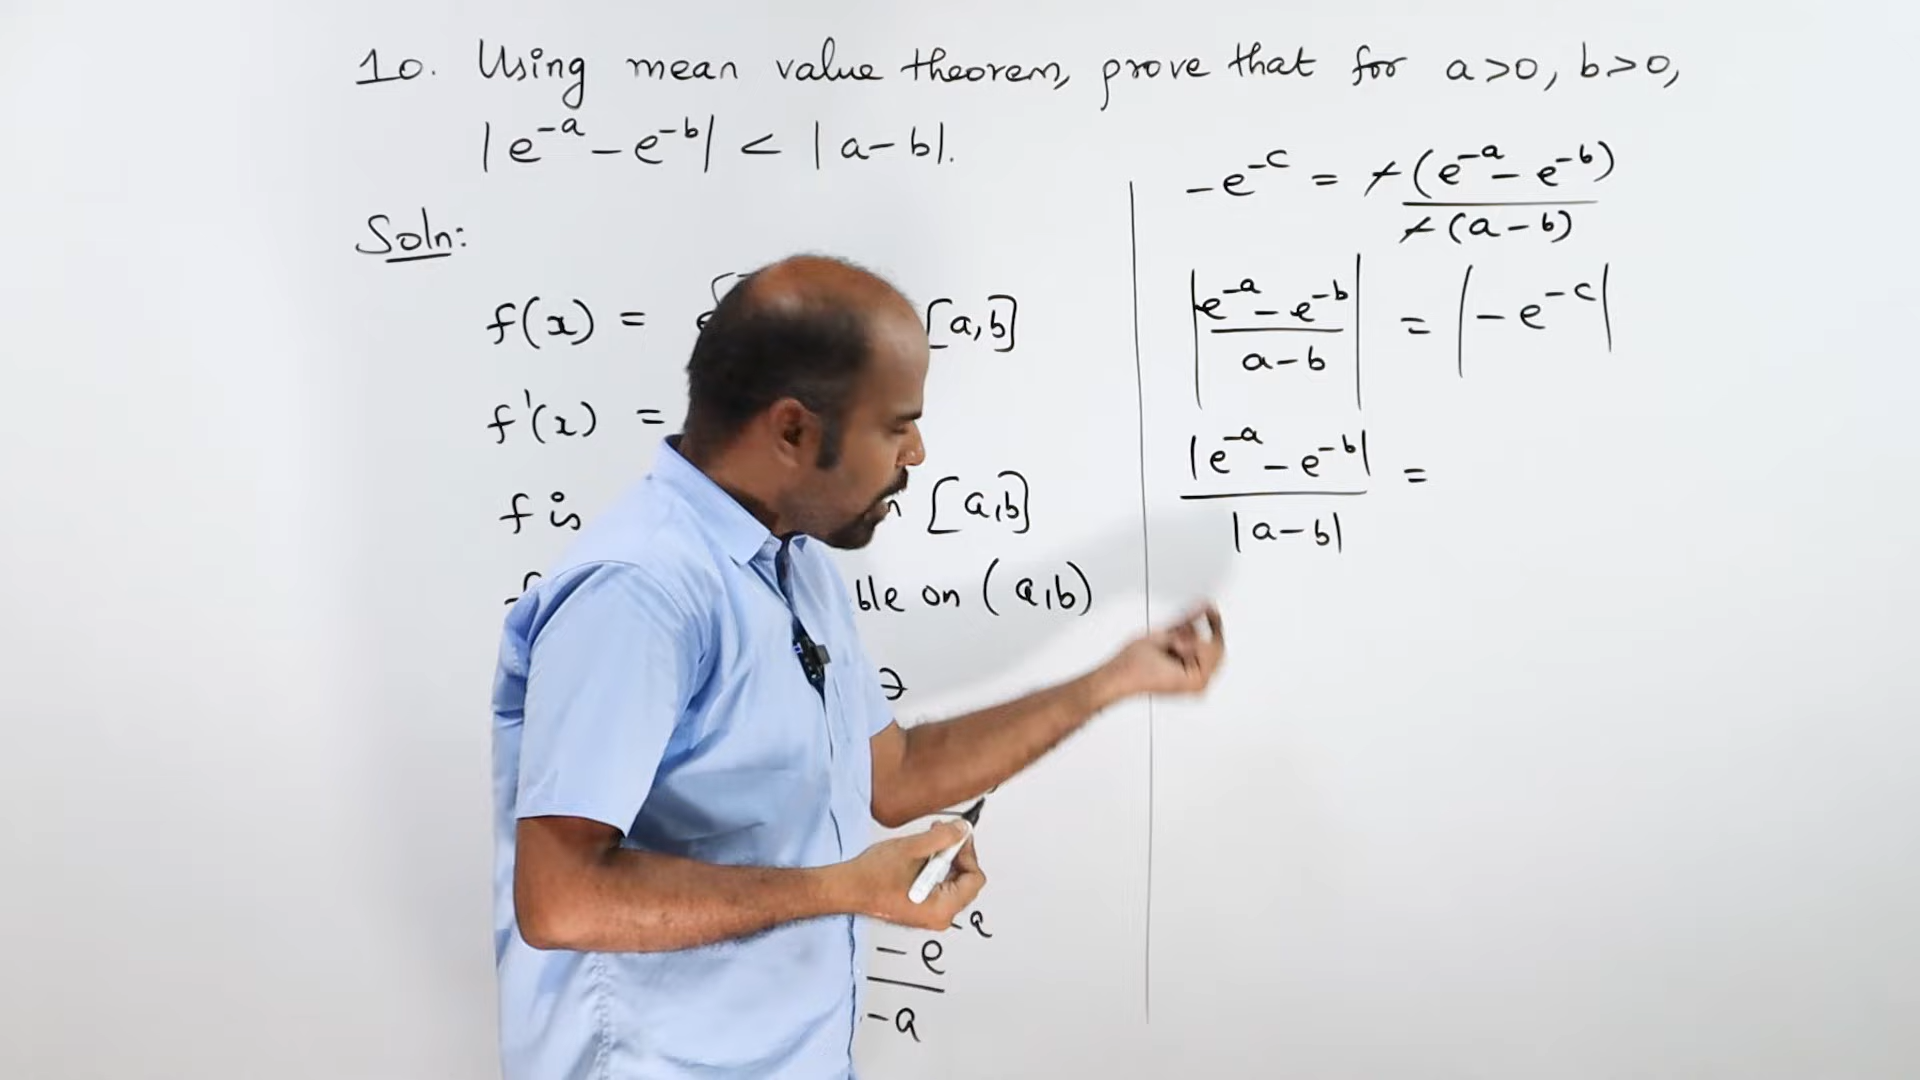 10. Using mean value theorem, prove that for a>0, b>0,
|e^{-a} - e^{-b}| < |a-b|.
Soln:
f(x) = [a,b]
f'(x) =
f is [a,b]
ble on (a,b)
∋
-e^{-a}
-a
-e^{-c} = -(e^{-a} - e^{-b})
-(a-b)
|e^{-a} - e^{-b}| = |-e^{-c}|
a-b
|e^{-a} - e^{-b}| =
|a-b|